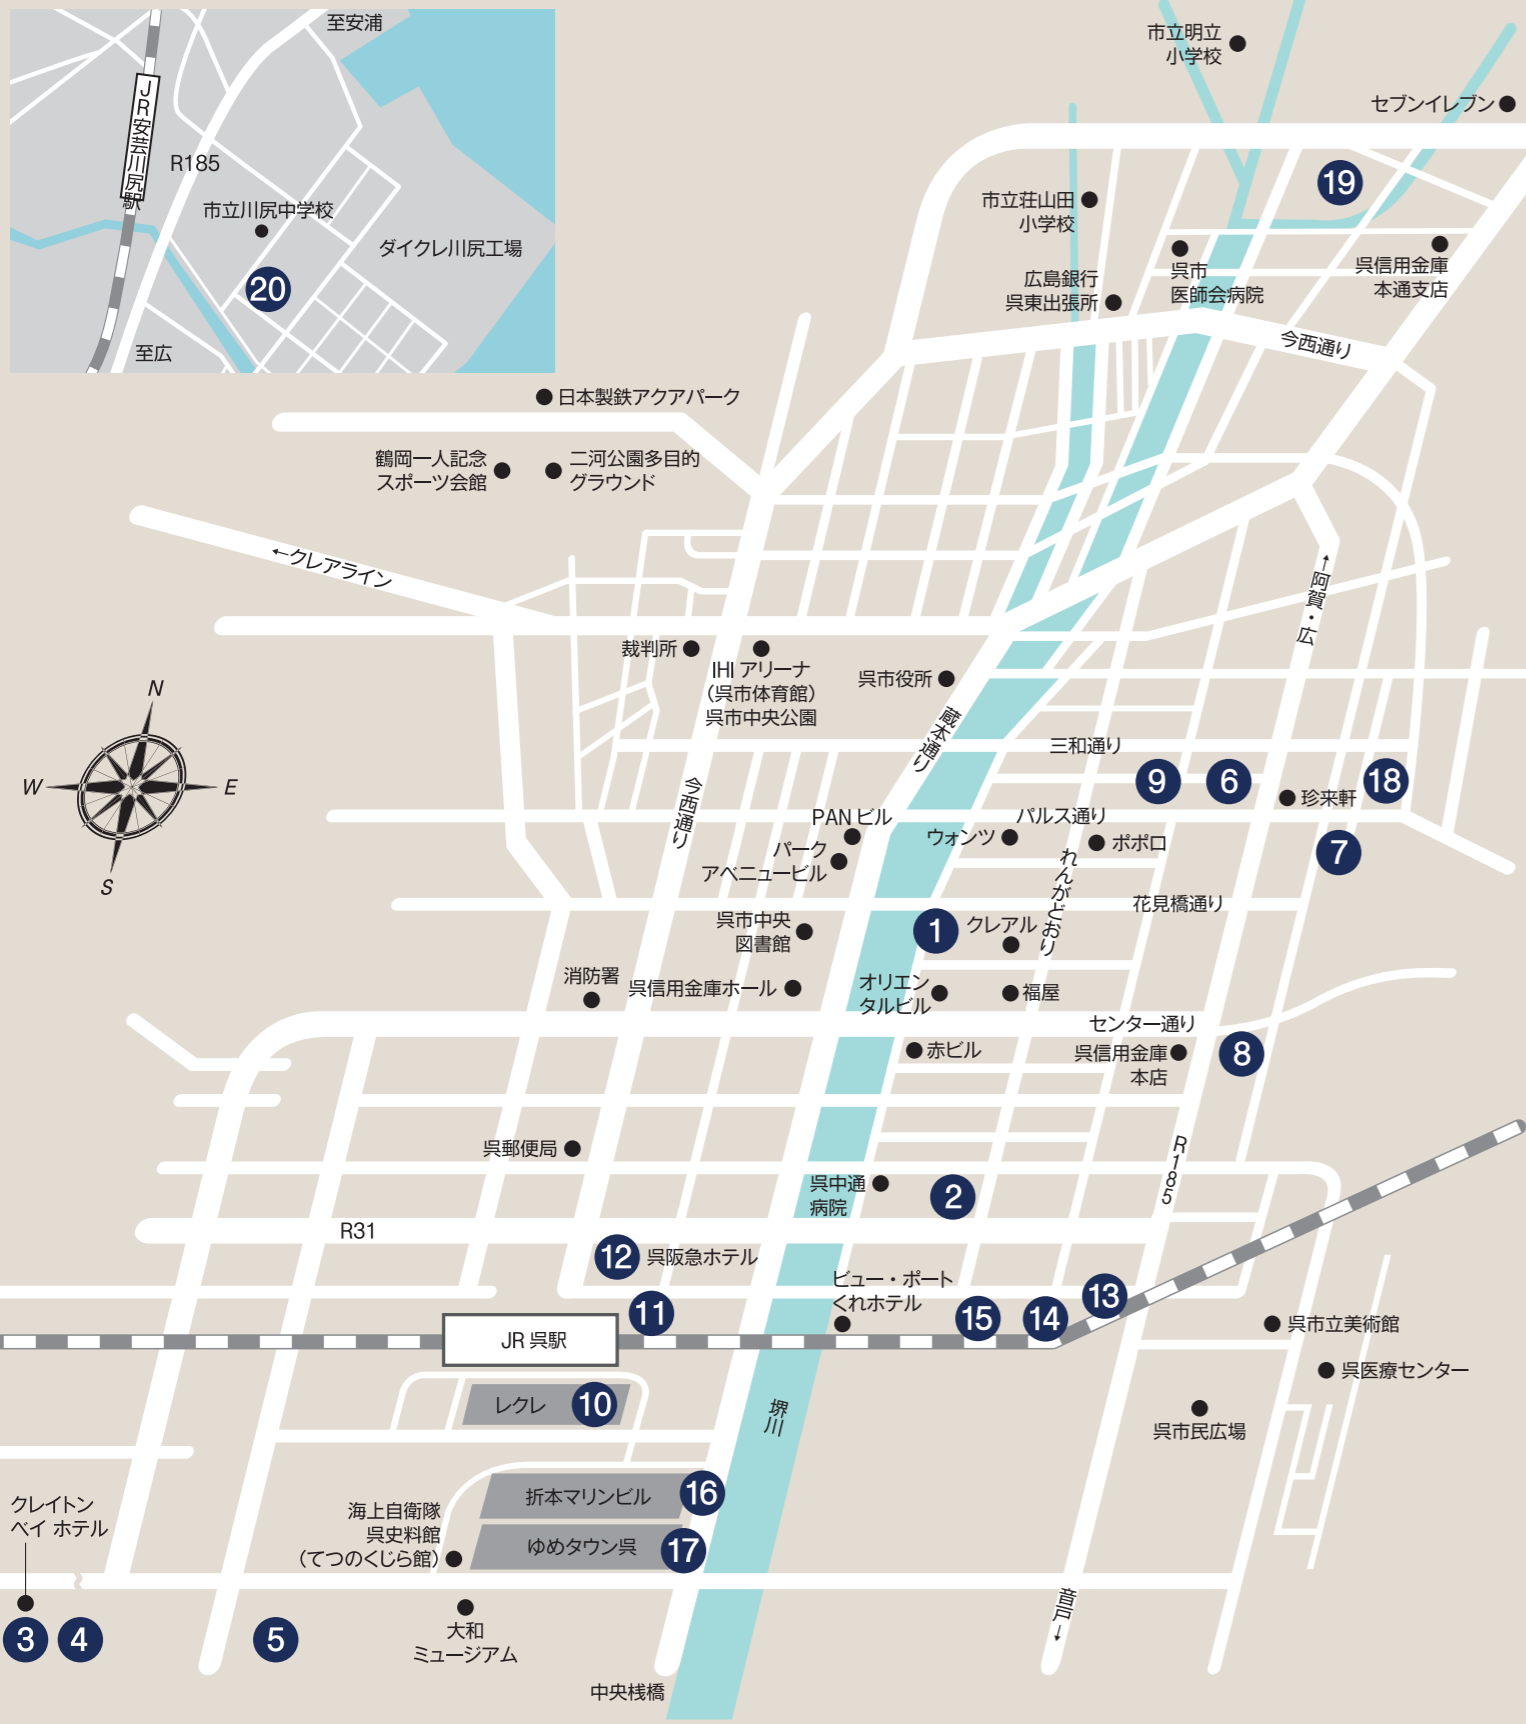 至安浦
JR安芸川尻駅
R185
市立川尻中学校
ダイクレ川尻工場
20
至広
市立明立
小学校
セブンイレブン
19
市立荘山田
小学校
呉市
医師会病院
呉信用金庫
本通支店
広島銀行
呉東出張所
今西通り
日本製鉄アクアパーク
鶴岡一人記念
スポーツ会館
二河公園多目的
グラウンド
←クレアライン
←阿賀・広
裁判所
IHI アリーナ
（呉市体育館）
呉市中央公園
呉市役所
蔵本通り
N
W
E
S
三和通り
9
6
18
珍来軒
今西通り
PAN ビル
パーク
アベニュービル
ウォンツ
パルス通り
ポポロ
7
れんがどおり
花見橋通り
呉市中央
図書館
1
クレアル
消防署
呉信用金庫ホール
オリエン
タルビル
福屋
センター通り
赤ビル
呉信用金庫
本店
8
呉郵便局
R185
呉中通
病院
2
R31
12
呉阪急ホテル
ビュー・ポート
くれホテル
11
15
14
13
JR 呉駅
呉市立美術館
呉医療センター
レクレ
10
堺川
呉市民広場
折本マリンビル
16
クレイトン
ベイ ホテル
海上自衛隊
呉史料館
（てつのくじら館）
ゆめタウン呉
17
3
4
5
大和
ミュージアム
音戸→
中央桟橋